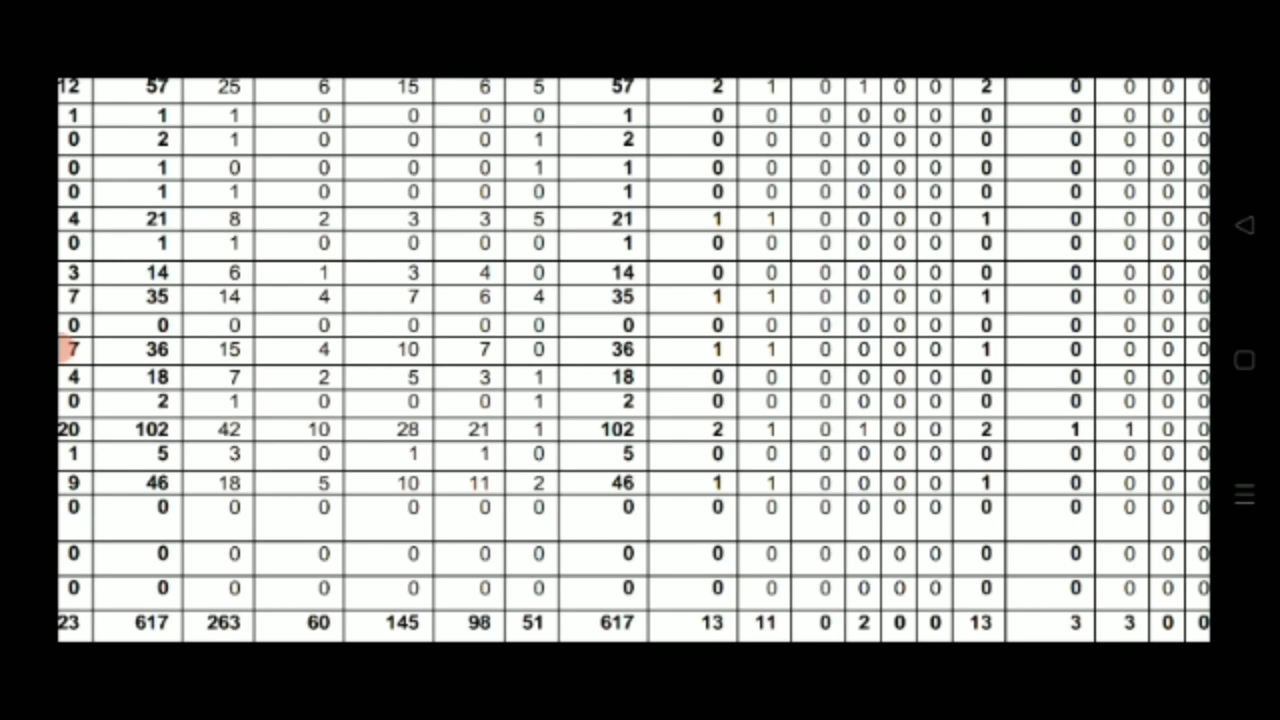 12 57 25 6 15 6 5 57 2 1 0 1 0 0 2 0 0 0 0
1 1 1 0 0 0 0 1 0 0 0 0 0 0 0 0 0 0 0
0 2 1 0 0 0 1 2 0 0 0 0 0 0 0 0 0 0 0
0 1 0 0 0 0 1 1 0 0 0 0 0 0 0 0 0 0 0
0 1 1 0 0 0 0 1 0 0 0 0 0 0 0 0 0 0 0
4 21 8 2 3 3 5 21 1 1 0 0 0 0 1 0 0 0 0
0 1 1 0 0 0 0 1 0 0 0 0 0 0 0 0 0 0 0
3 14 6 1 3 4 0 14 0 0 0 0 0 0 0 0 0 0 0
7 35 14 4 7 6 4 35 1 1 0 0 0 0 1 0 0 0 0
0 0 0 0 0 0 0 0 0 0 0 0 0 0 0 0 0 0 0
7 36 15 4 10 7 0 36 1 1 0 0 0 0 1 0 0 0 0
4 18 7 2 5 3 1 18 0 0 0 0 0 0 0 0 0 0 0
0 2 1 0 0 0 1 2 0 0 0 0 0 0 0 0 0 0 0
20 102 42 10 28 21 1 102 2 1 0 1 0 0 2 1 1 0 0
1 5 3 0 1 1 0 5 0 0 0 0 0 0 0 0 0 0 0
9 46 18 5 10 11 2 46 1 1 0 0 0 0 1 0 0 0 0
0 0 0 0 0 0 0 0 0 0 0 0 0 0 0 0 0 0 0
0 0 0 0 0 0 0 0 0 0 0 0 0 0 0 0 0 0 0
0 0 0 0 0 0 0 0 0 0 0 0 0 0 0 0 0 0 0
23 617 263 60 145 98 51 617 13 11 0 2 0 0 13 3 3 0 0